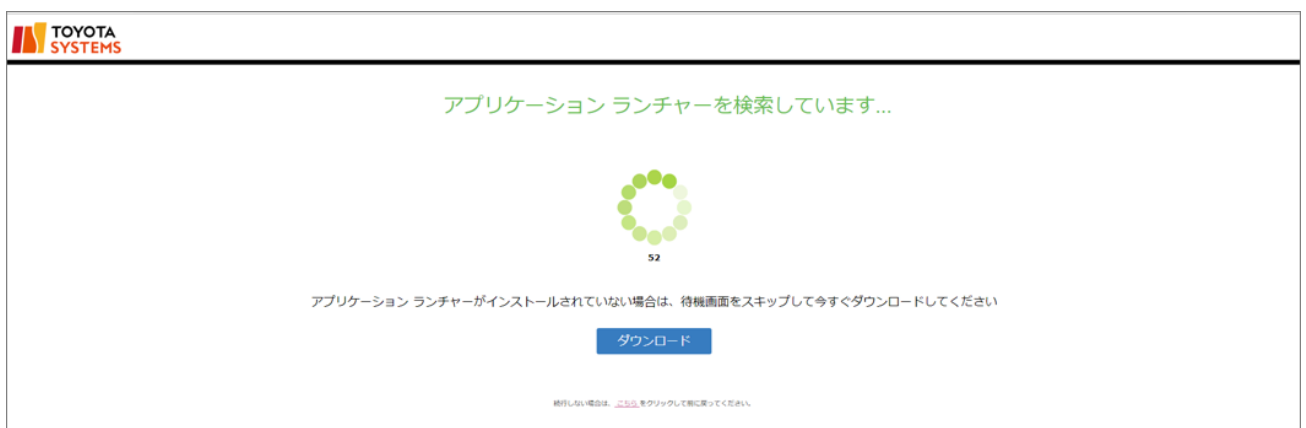 TOYOTA
SYSTEMS
アプリケーション ランチャーを検索しています...
52
アプリケーション ランチャーがインストールされていない場合は、待機画面をスキップして今すぐダウンロードしてください
ダウンロード
続行しない場合は、こちら をクリックして前に戻ってください。